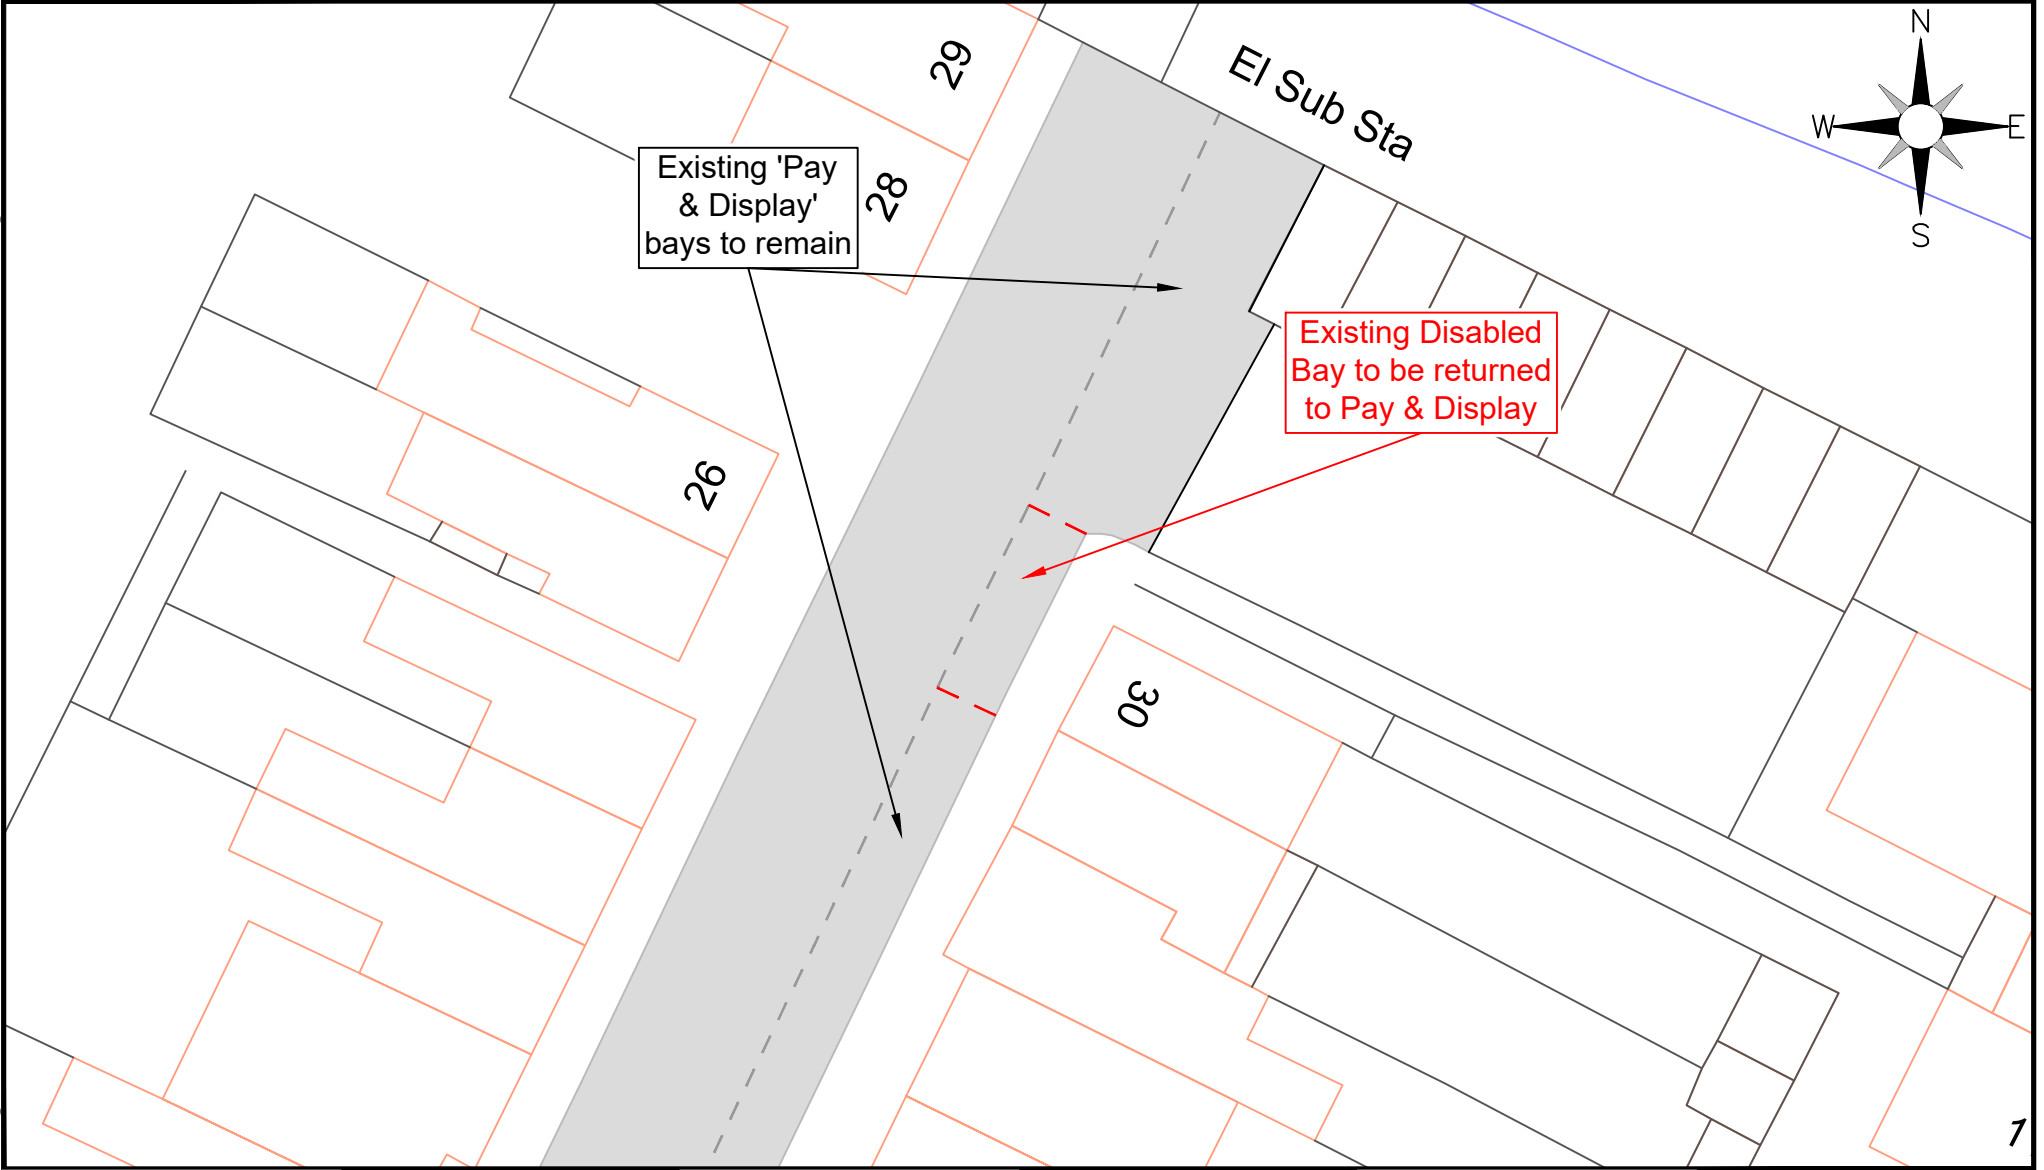 N
W
E
S
El Sub Sta
29
28
Existing 'Pay
& Display'
bays to remain
Existing Disabled
Bay to be returned
to Pay & Display
26
30
1